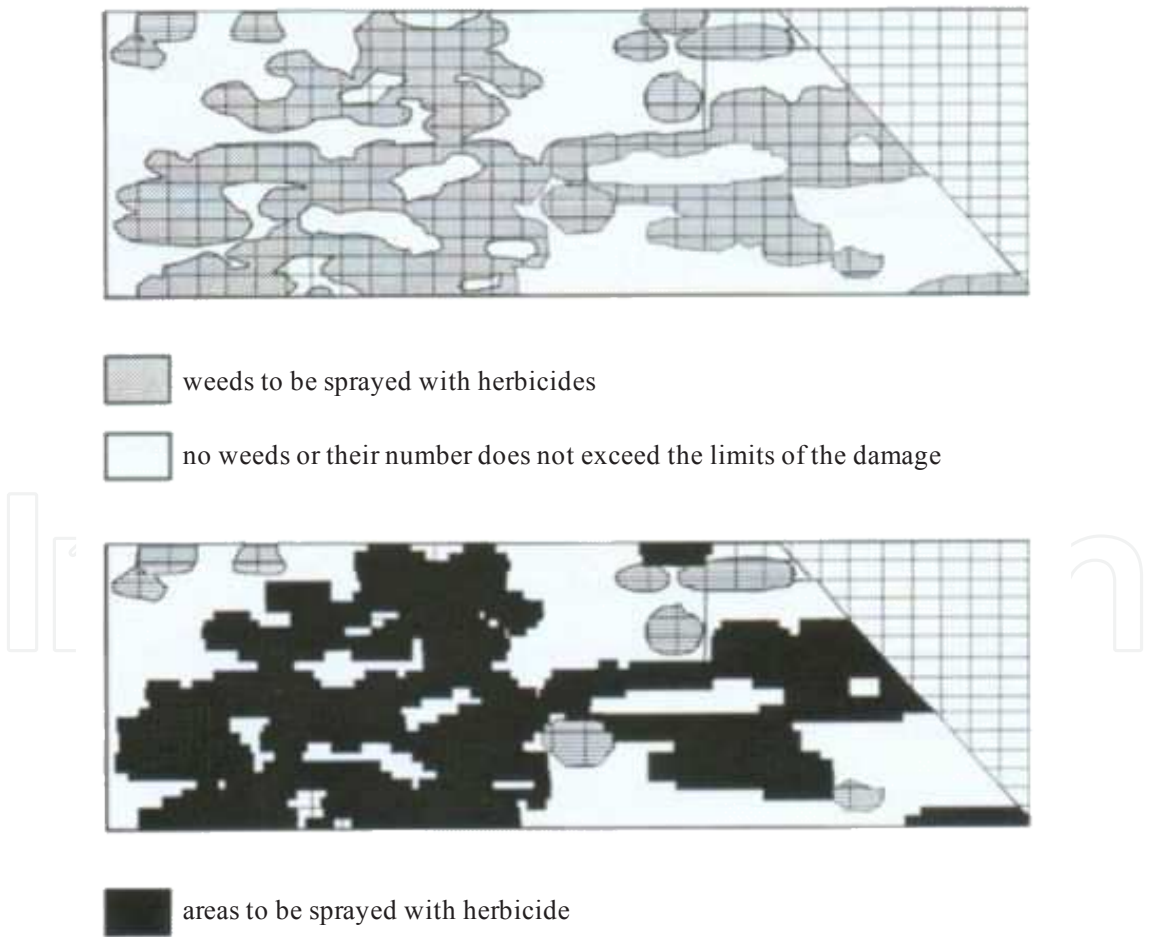 weeds to be sprayed with herbicides
no weeds or their number does not exceed the limits of the damage
areas to be sprayed with herbicide